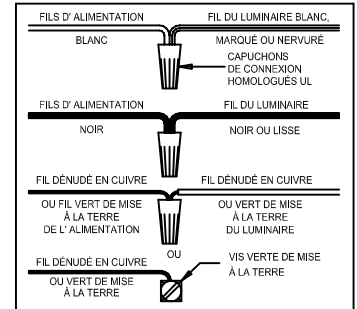 FILS D' ALIMENTATION
FIL DU LUMINAIRE BLANC,
BLANC
MARQUÉ OU NERVURÉ
CAPUCHONS
DE CONNEXION
HOMOLOGUÉS UL
FILS D' ALIMENTATION
FIL DU LUMINAIRE
NOIR
NOIR OU LISSE
FIL DÉNUDÉ EN CUIVRE
FIL DÉNUDÉ EN CUIVRE
OU FIL VERT DE MISE
À LA TERRE
DE L' ALIMENTATION
OU VERT DE MISE
À LA TERRE
DU LUMINAIRE
OU
FIL DÉNUDÉ EN CUIVRE
OU VERT DE MISE
À LA TERRE
VIS VERTE DE MISE
À LA TERRE